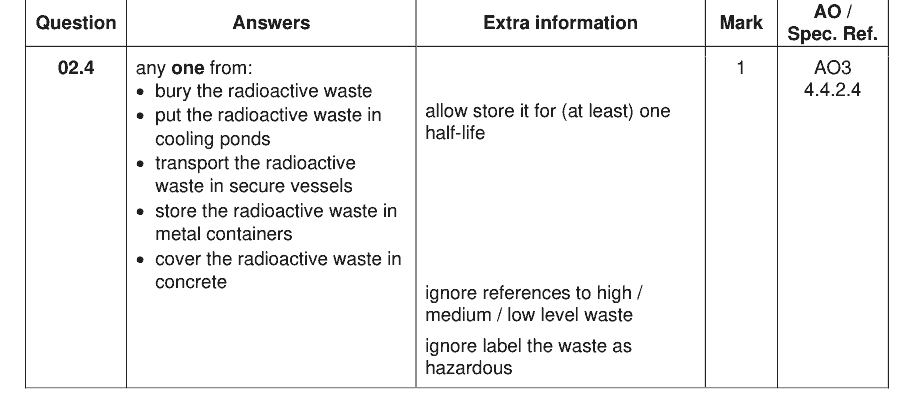 Question Answers Extra information Mark AO /
Spec. Ref.
02.4 any one from: 1 AO3
• bury the radioactive waste 4.4.2.4
• put the radioactive waste in allow store it for (at least) one
cooling ponds half-life
• transport the radioactive
waste in secure vessels
• store the radioactive waste in
metal containers
• cover the radioactive waste in
concrete
ignore references to high /
medium / low level waste
ignore label the waste as
hazardous